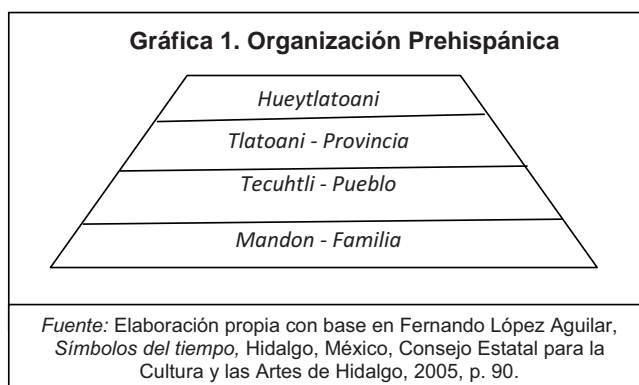 Gráfica 1. Organización Prehispánica
Hueytlatoani
Tlatoani - Provincia
Tecuhtli - Pueblo
Mandon - Familia
Fuente: Elaboración propia con base en Fernando López Aguilar,
Símbolos del tiempo, Hidalgo, México, Consejo Estatal para la
Cultura y las Artes de Hidalgo, 2005, p. 90.